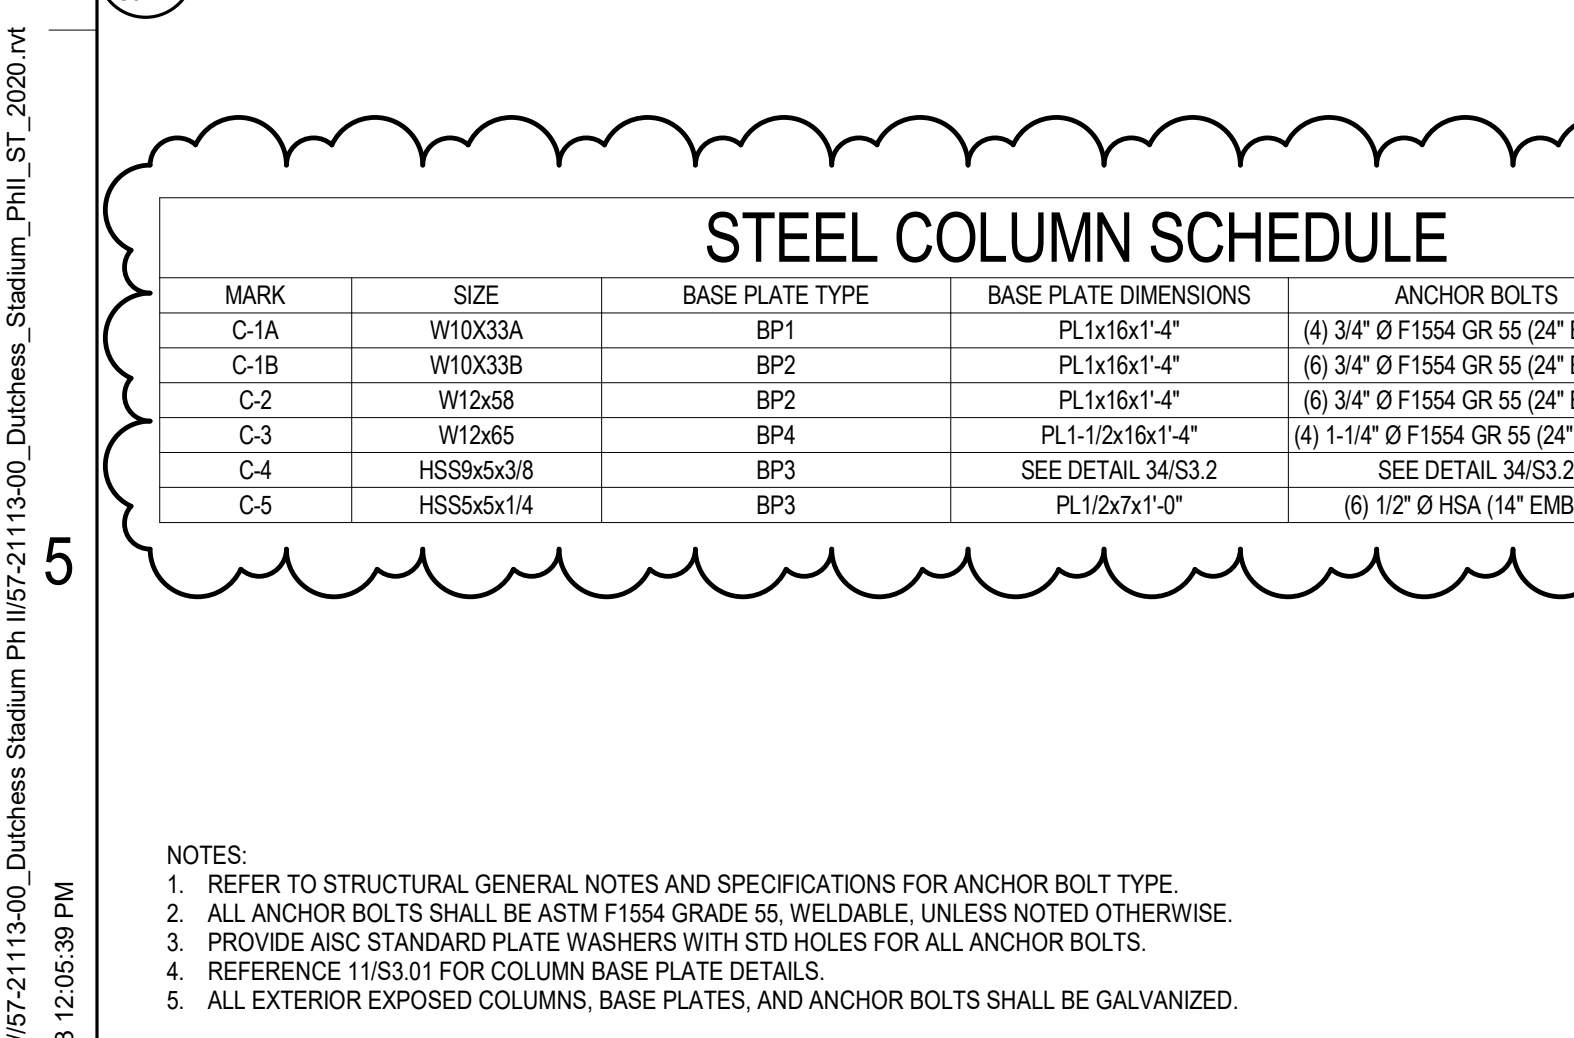 STEEL COLUMN SCHEDULE
MARK SIZE BASE PLATE TYPE BASE PLATE DIMENSIONS ANCHOR BOLTS
C-1A W10X33A BP1 PL1x16x1'-4" (4) 3/4" Ø F1554 GR 55 (24"
C-1B W10X33B BP2 PL1x16x1'-4" (6) 3/4" Ø F1554 GR 55 (24"
C-2 W12x58 BP2 PL1x16x1'-4" (6) 3/4" Ø F1554 GR 55 (24"
C-3 W12x65 BP4 PL1-1/2x16x1'-4" (4) 1-1/4" Ø F1554 GR 55 (24"
C-4 HSS9x5x3/8 BP3 SEE DETAIL 34/S3.2 SEE DETAIL 34/S3.2
C-5 HSS5x5x1/4 BP3 PL1/2x7x1'-0" (6) 1/2" Ø HSA (14" EMB
5
NOTES:
1. REFER TO STRUCTURAL GENERAL NOTES AND SPECIFICATIONS FOR ANCHOR BOLT TYPE.
2. ALL ANCHOR BOLTS SHALL BE ASTM F1554 GRADE 55, WELDABLE, UNLESS NOTED OTHERWISE.
3. PROVIDE AISC STANDARD PLATE WASHERS WITH STD HOLES FOR ALL ANCHOR BOLTS.
4. REFERENCE 11/S3.01 FOR COLUMN BASE PLATE DETAILS.
5. ALL EXTERIOR EXPOSED COLUMNS, BASE PLATES, AND ANCHOR BOLTS SHALL BE GALVANIZED.
//57-21113-00_Dutchess Stadium Ph II/57-21113-00_Dutchess_Stadium_PhII_ST_2020.rvt
12:05:39 PM